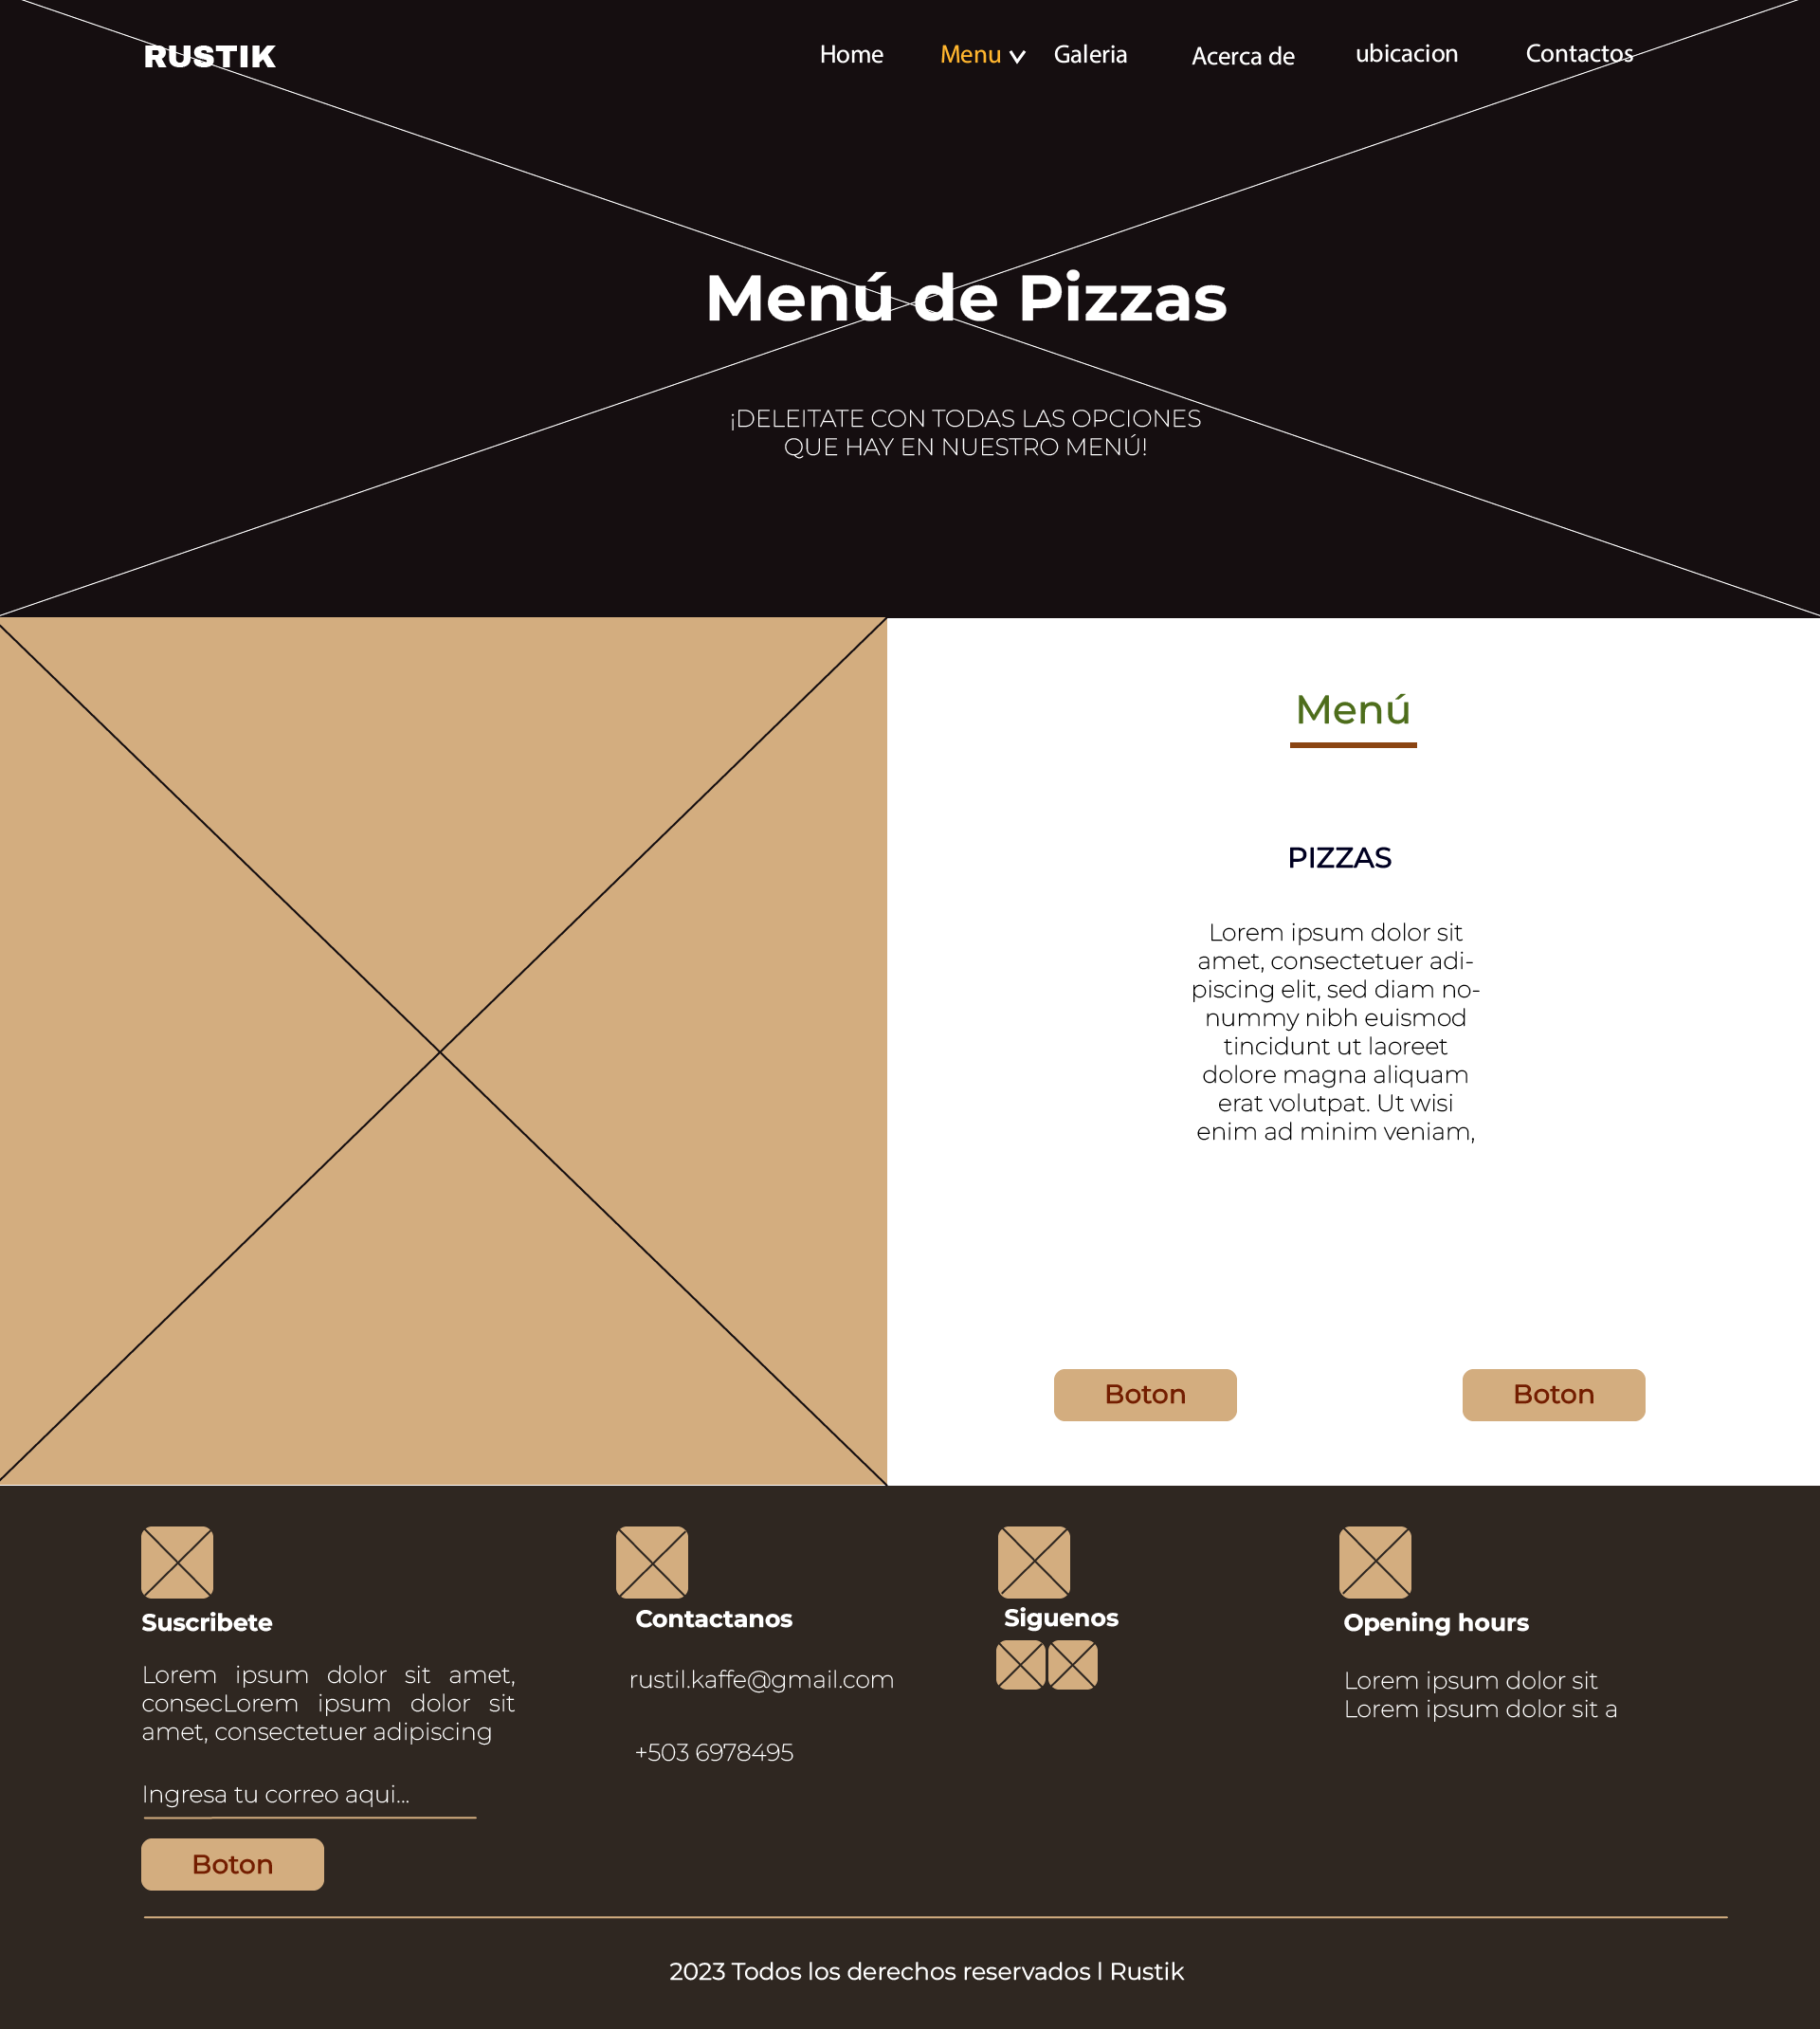 RUSTIK
Home
Menu
Galeria
Acerca de
ubicacion
Contactos
Menú de Pizzas
¡DELEITATE CON TODAS LAS OPCIONES
QUE HAY EN NUESTRO MENÚ!
Menú
PIZZAS
Lorem ipsum dolor sit
amet, consectetuer adi-
piscing elit, sed diam no-
nummy nibh euismod
tincidunt ut laoreet
dolore magna aliquam
erat volutpat. Ut wisi
enim ad minim veniam,
Boton
Boton
Suscribete
Lorem ipsum dolor sit amet,
consecLorem ipsum dolor sit
amet, consectetuer adipiscing
Ingresa tu correo aqui...
Boton
Contactanos
rustil.kaffe@gmail.com
+503 6978495
Siguenos
Opening hours
Lorem ipsum dolor sit
Lorem ipsum dolor sit a
2023 Todos los derechos reservados l Rustik